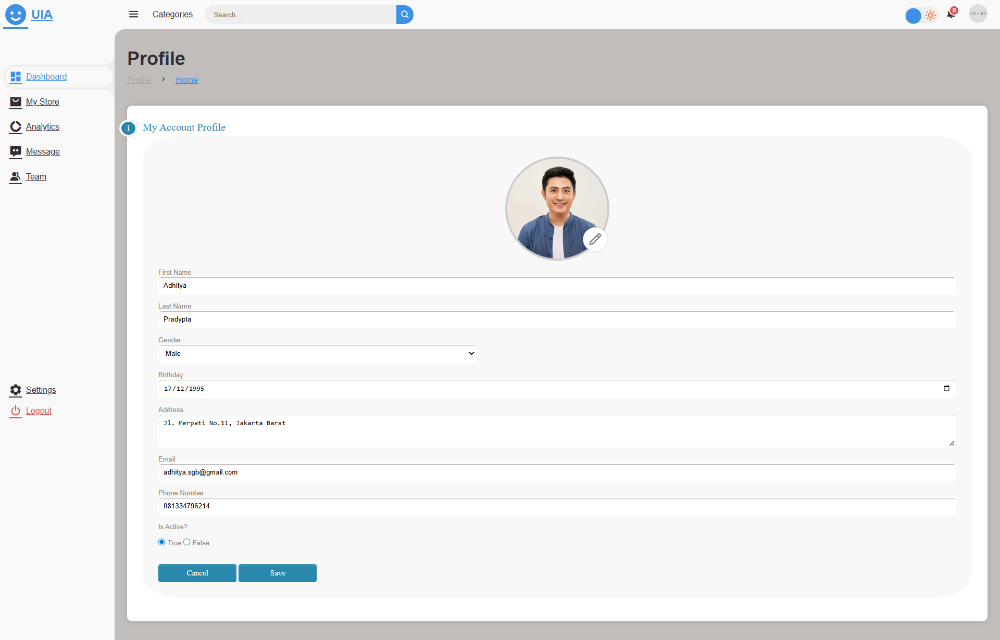 UIA
Categories
Search...
8
600 × 400
Dashboard
My Store
Analytics
Message
Team
Settings
Logout
Profile
Profile › Home
1 My Account Profile
First Name
Adhitya
Last Name
Pradypta
Gender
Male
Birthday
17/12/1995
Address
Jl. Merpati No.11, Jakarta Barat
Email
adhitya.sgb@gmail.com
Phone Number
081334796214
Is Active?
True False
Cancel Save